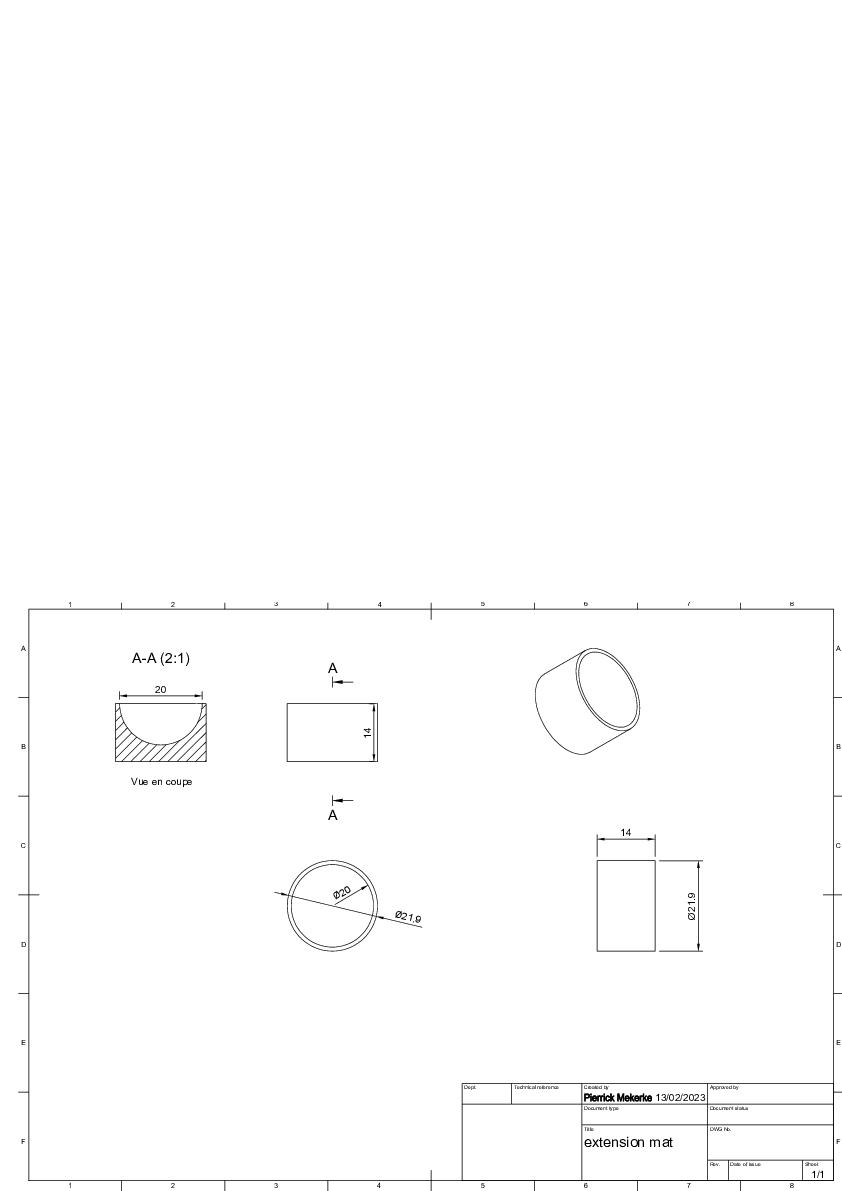 1 2 3 4 5 6 7 8
A A
A-A (2:1)
A
20
14
B B
Vue en coupe
A
14
C C
Ø20
Ø21.9
Ø21.9
D D
E E
Dept. Technical reference Created by Approved by
Pierrick Mekerke 13/02/2023
Document type Document status
Title DWG No.
extension mat
F F
Rev. Date of issue Sheet
1/1
1 2 3 4 5 6 7 8